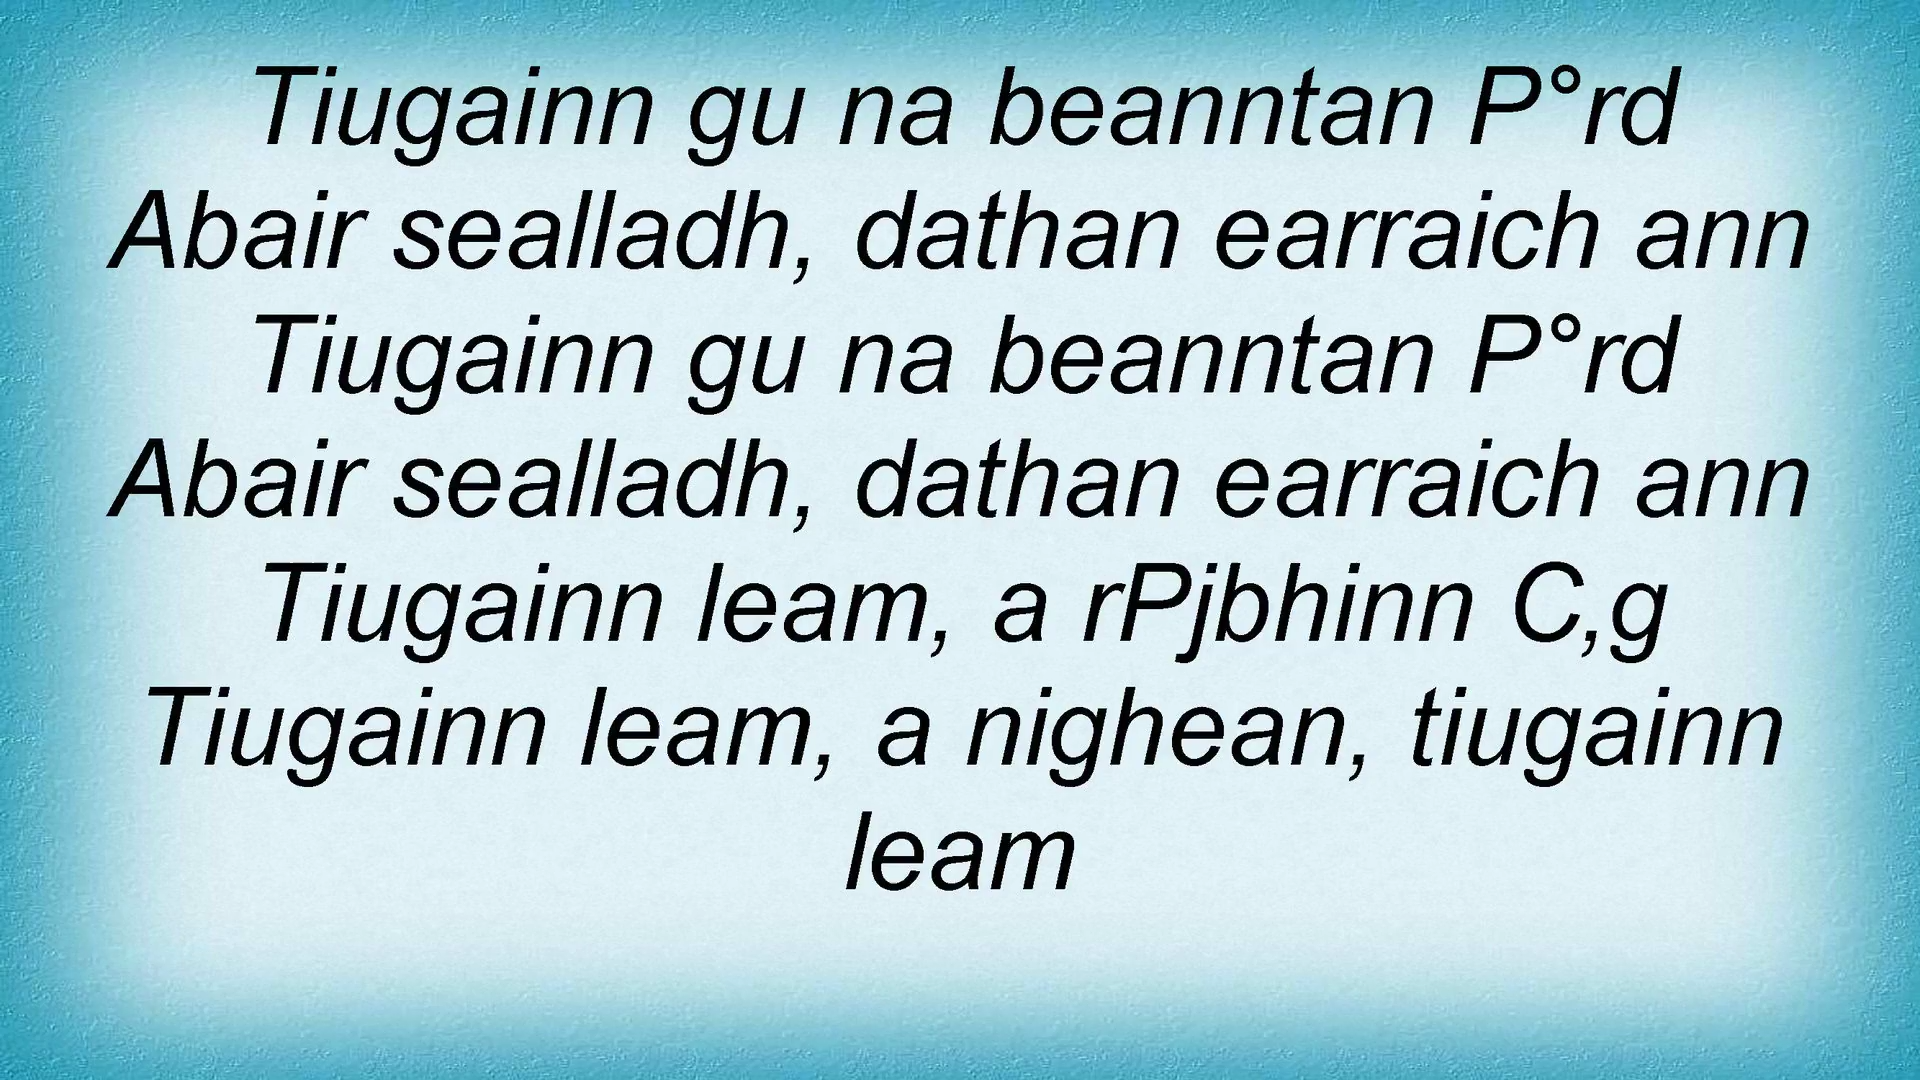 Tiugainn gu na beanntan P°rd
Abair sealladh, dathan earraich ann
Tiugainn gu na beanntan P°rd
Abair sealladh, dathan earraich ann
Tiugainn leam, a rPjbhinn C,g
Tiugainn leam, a nighean, tiugainn
leam